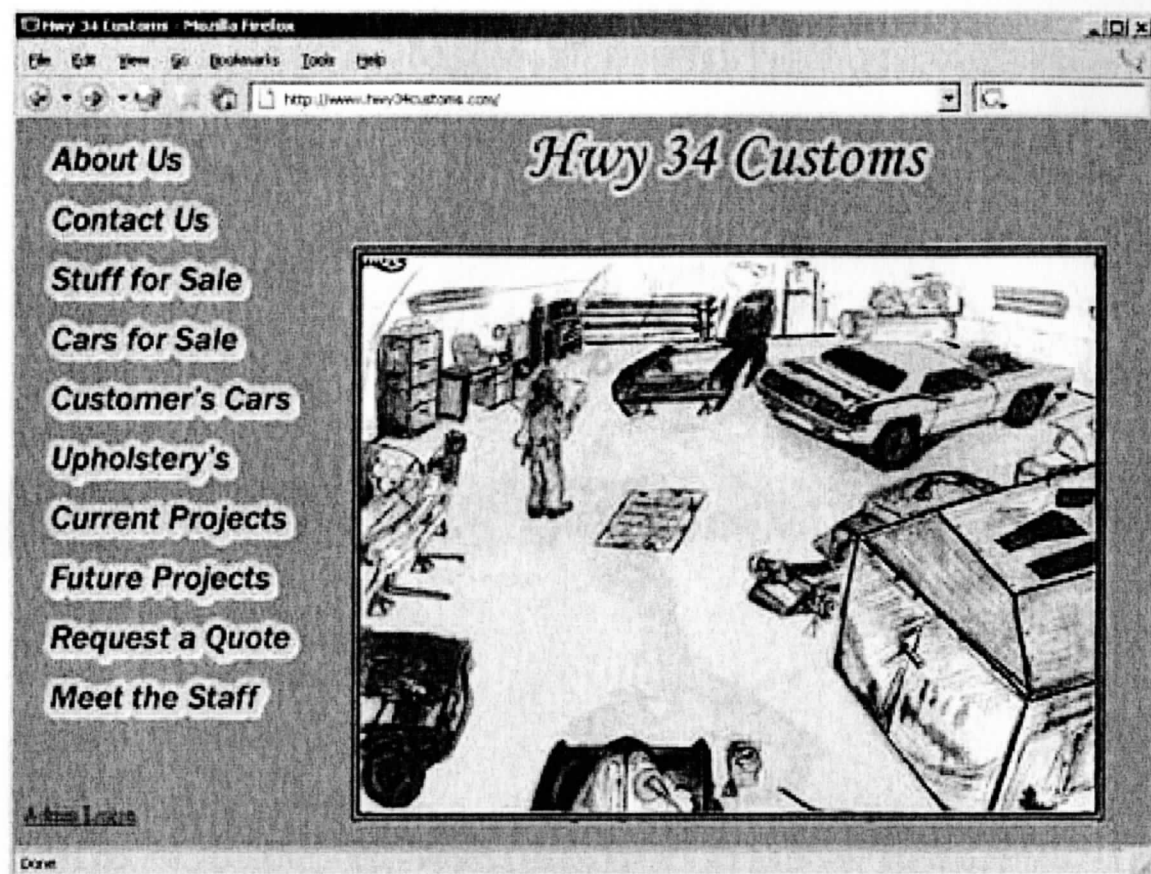 Hwy 34 Customs - Mozilla Firefox
File Edit View Go Bookmarks Tools Help
http://www.hwy34customs.com/
Hwy 34 Customs
About Us
Contact Us
Stuff for Sale
Cars for Sale
Customer's Cars
Upholstery's
Current Projects
Future Projects
Request a Quote
Meet the Staff
Admin Login
Done